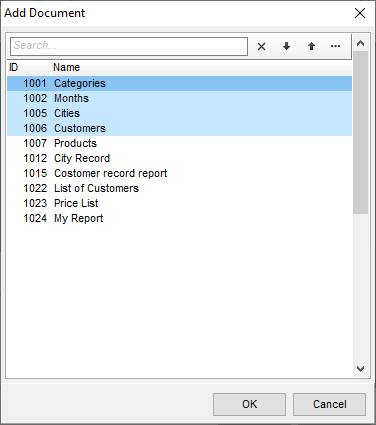 Add Document
Search...
ID Name
1001 Categories
1002 Months
1005 Cities
1006 Customers
1007 Products
1012 City Record
1015 Costomer record report
1022 List of Customers
1023 Price List
1024 My Report
OK Cancel